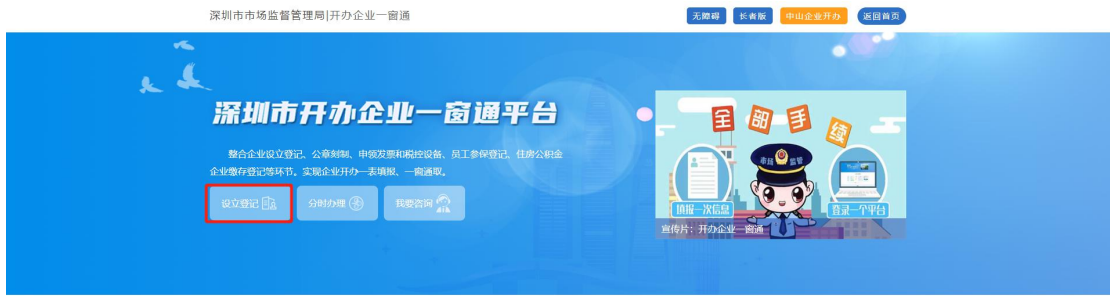 深圳市市场监督管理局|开办企业一窗通
无障碍
长者版
中山企业开办
返回首页
深圳市开办企业一窗通平台
整合企业设立登记、公章刻制、申领发票和税控设备、员工参保登记、住房公积金
企业缴存登记等环节。实现企业开办一表填报、一窗通取。
设立登记
分时办理
我要咨询
全部手续
市场监管
填报一次信息
登录一个平台
宣传片：开办企业一窗通